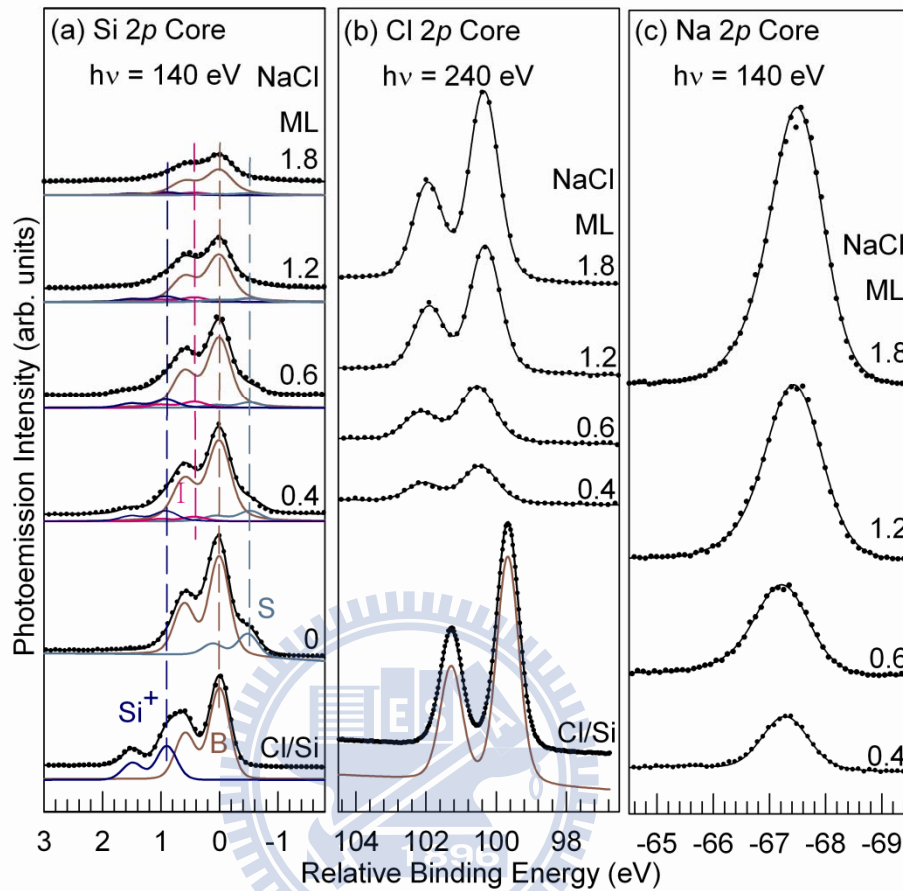 (a) Si 2p Core
hν = 140 eV
NaCl
ML
1.8
1.2
0.6
0.4
I
0
S
Si⁺
B
Cl/Si
3 2 1 0 -1
(b) Cl 2p Core
hν = 240 eV
NaCl
ML
1.8
1.2
0.6
0.4
Cl/Si
104 102 100 98
(c) Na 2p Core
hν = 140 eV
NaCl
ML
1.8
1.2
0.6
0.4
-65 -66 -67 -68 -69
Photoemission Intensity (arb. units)
Relative Binding Energy (eV)
1896